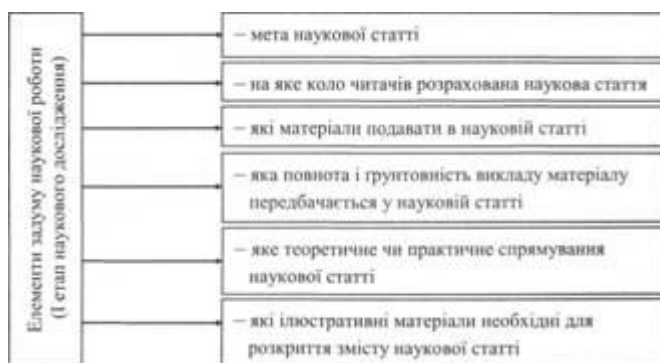 Елементи задуму наукової роботи
(І етап наукового дослідження)
– мета наукової статті
– на яке коло читачів розрахована наукова стаття
– які матеріали подавати в науковій статті
– яка повнота і ґрунтовність викладу матеріалу
передбачається у науковій статті
– яке теоретичне чи практичне спрямування
наукової статті
– які ілюстративні матеріали необхідні для
розкриття змісту наукової статті